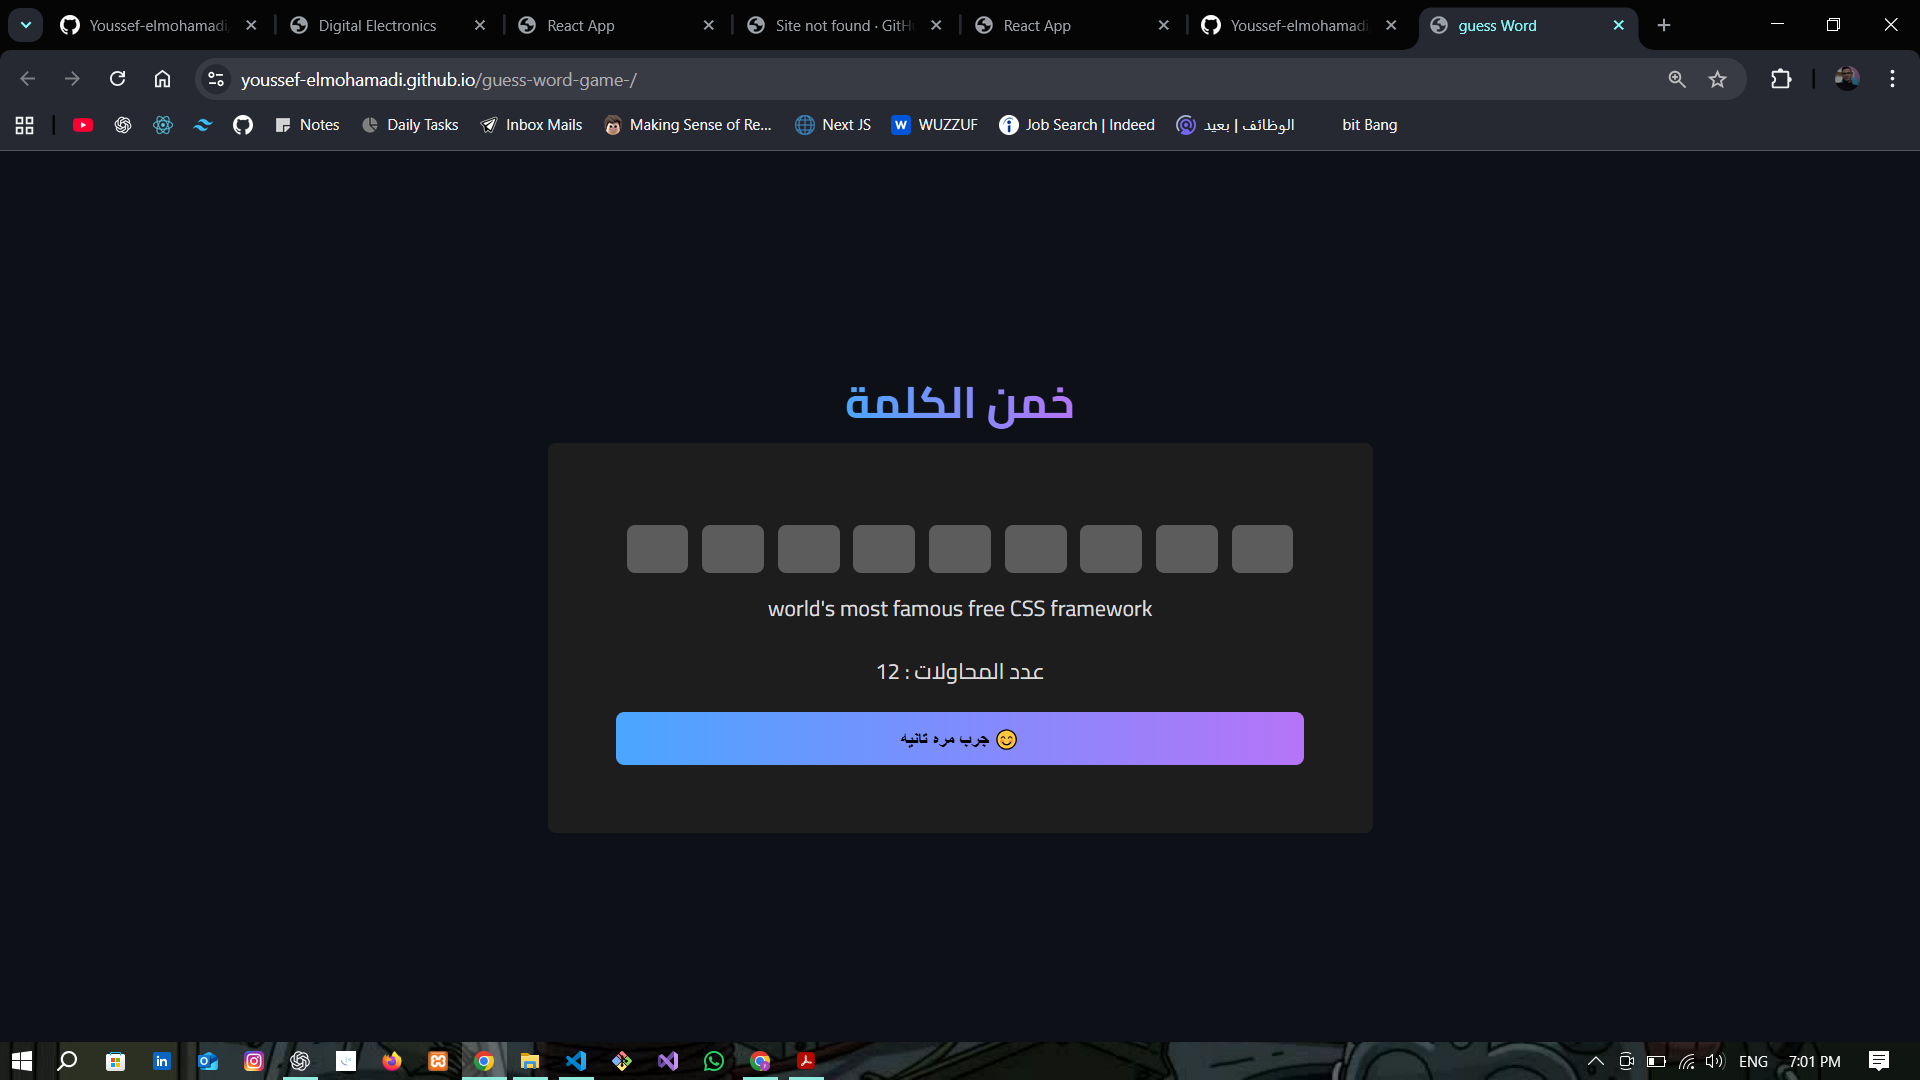 Youssef-elmohamadi
Digital Electronics
React App
Site not found · GitH
React App
Youssef-elmohamadi
guess Word
youssef-elmohamadi.github.io/guess-word-game-/
Notes
Daily Tasks
Inbox Mails
Making Sense of Re...
Next JS
WUZZUF
Job Search | Indeed
الوظائف | بعيد
bit Bang
خمن الكلمة
world's most famous free CSS framework
عدد المحاولات : 12
جرب مره تانيه 😊
ENG
7:01 PM